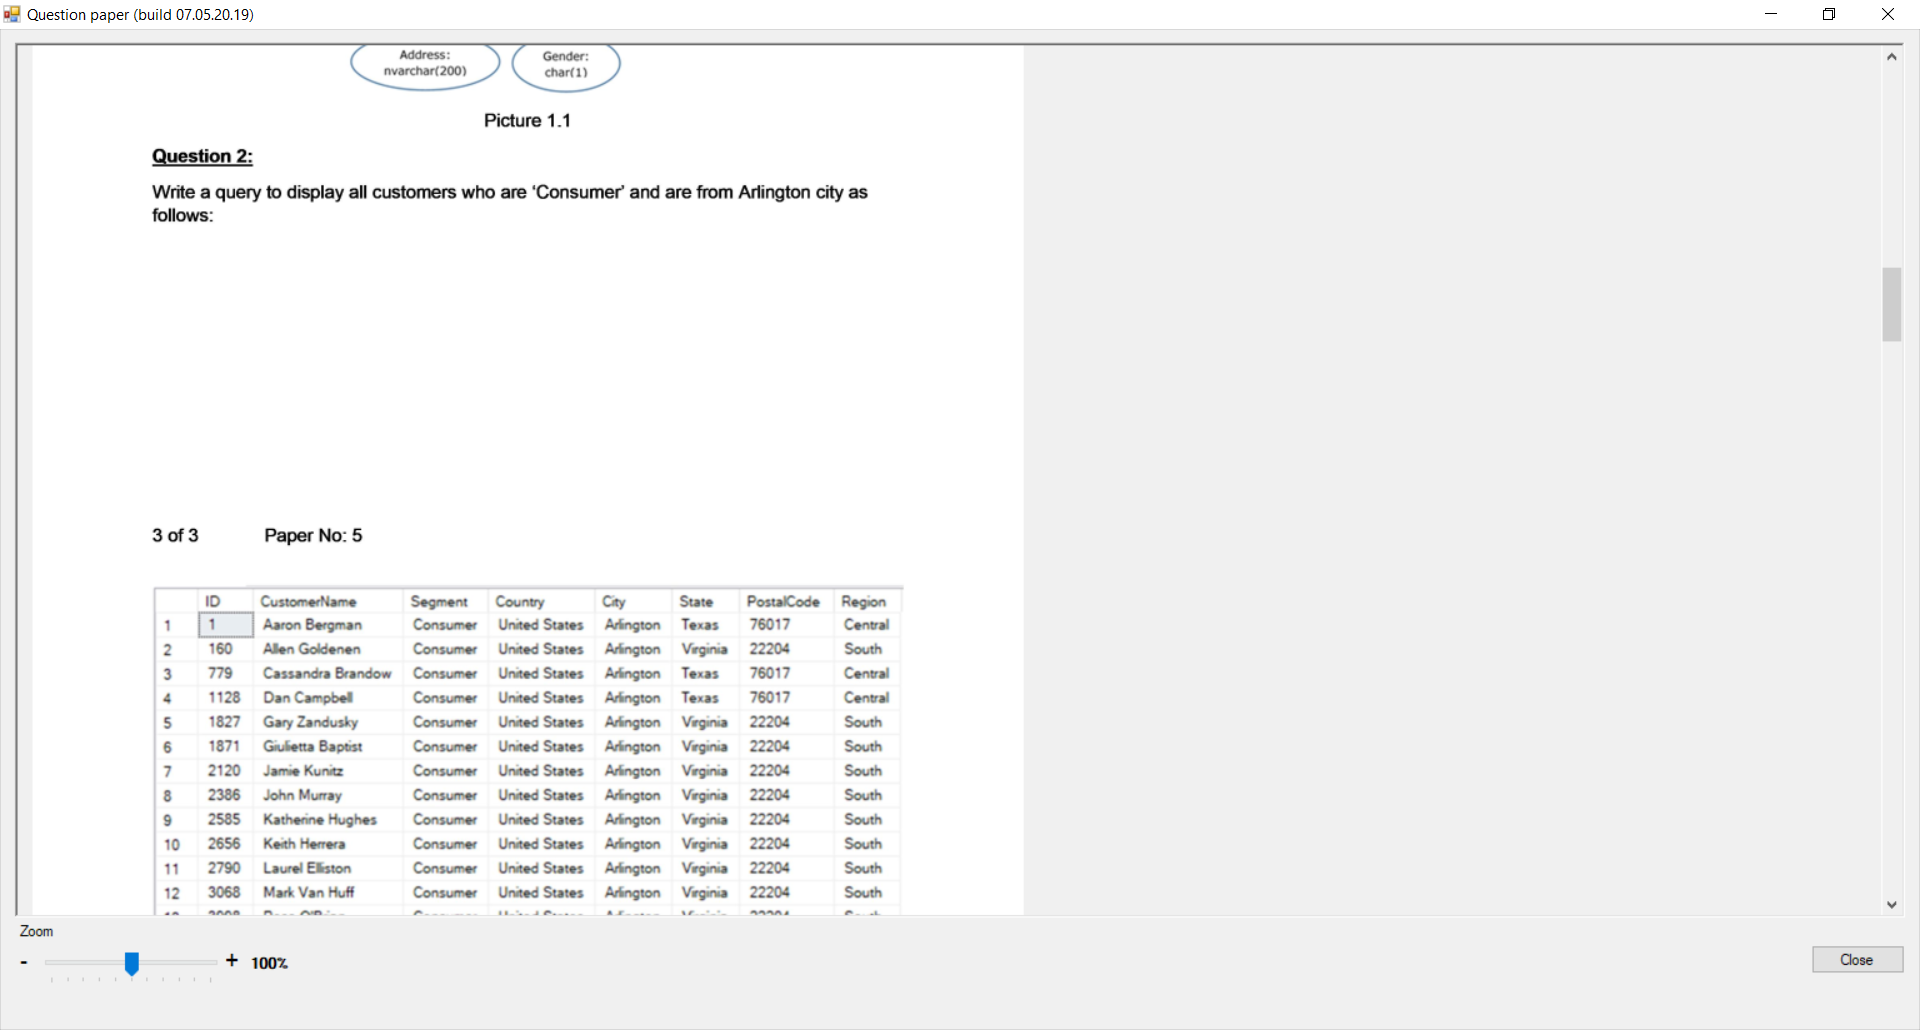 Question paper (build 07.05.20.19)
Address:
nvarchar(200)
Gender:
char(1)
Picture 1.1
Question 2:
Write a query to display all customers who are ‘Consumer’ and are from Arlington city as
follows:
3 of 3 Paper No: 5
ID CustomerName Segment Country City State PostalCode Region
1 1 Aaron Bergman Consumer United States Arlington Texas 76017 Central
2 160 Allen Goldenen Consumer United States Arlington Virginia 22204 South
3 779 Cassandra Brandow Consumer United States Arlington Texas 76017 Central
4 1128 Dan Campbell Consumer United States Arlington Texas 76017 Central
5 1827 Gary Zandusky Consumer United States Arlington Virginia 22204 South
6 1871 Giulietta Baptist Consumer United States Arlington Virginia 22204 South
7 2120 Jamie Kunitz Consumer United States Arlington Virginia 22204 South
8 2386 John Murray Consumer United States Arlington Virginia 22204 South
9 2585 Katherine Hughes Consumer United States Arlington Virginia 22204 South
10 2656 Keith Herrera Consumer United States Arlington Virginia 22204 South
11 2790 Laurel Elliston Consumer United States Arlington Virginia 22204 South
12 3068 Mark Van Huff Consumer United States Arlington Virginia 22204 South
Zoom
- + 100%
Close